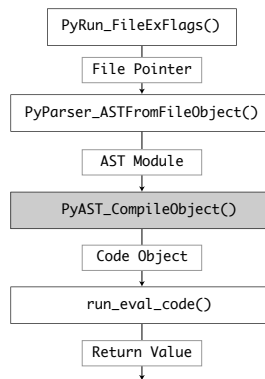 PyRun_FileExFlags()
File Pointer
PyParser_ASTFromFileObject()
AST Module
PyAST_CompileObject()
Code Object
run_eval_code()
Return Value